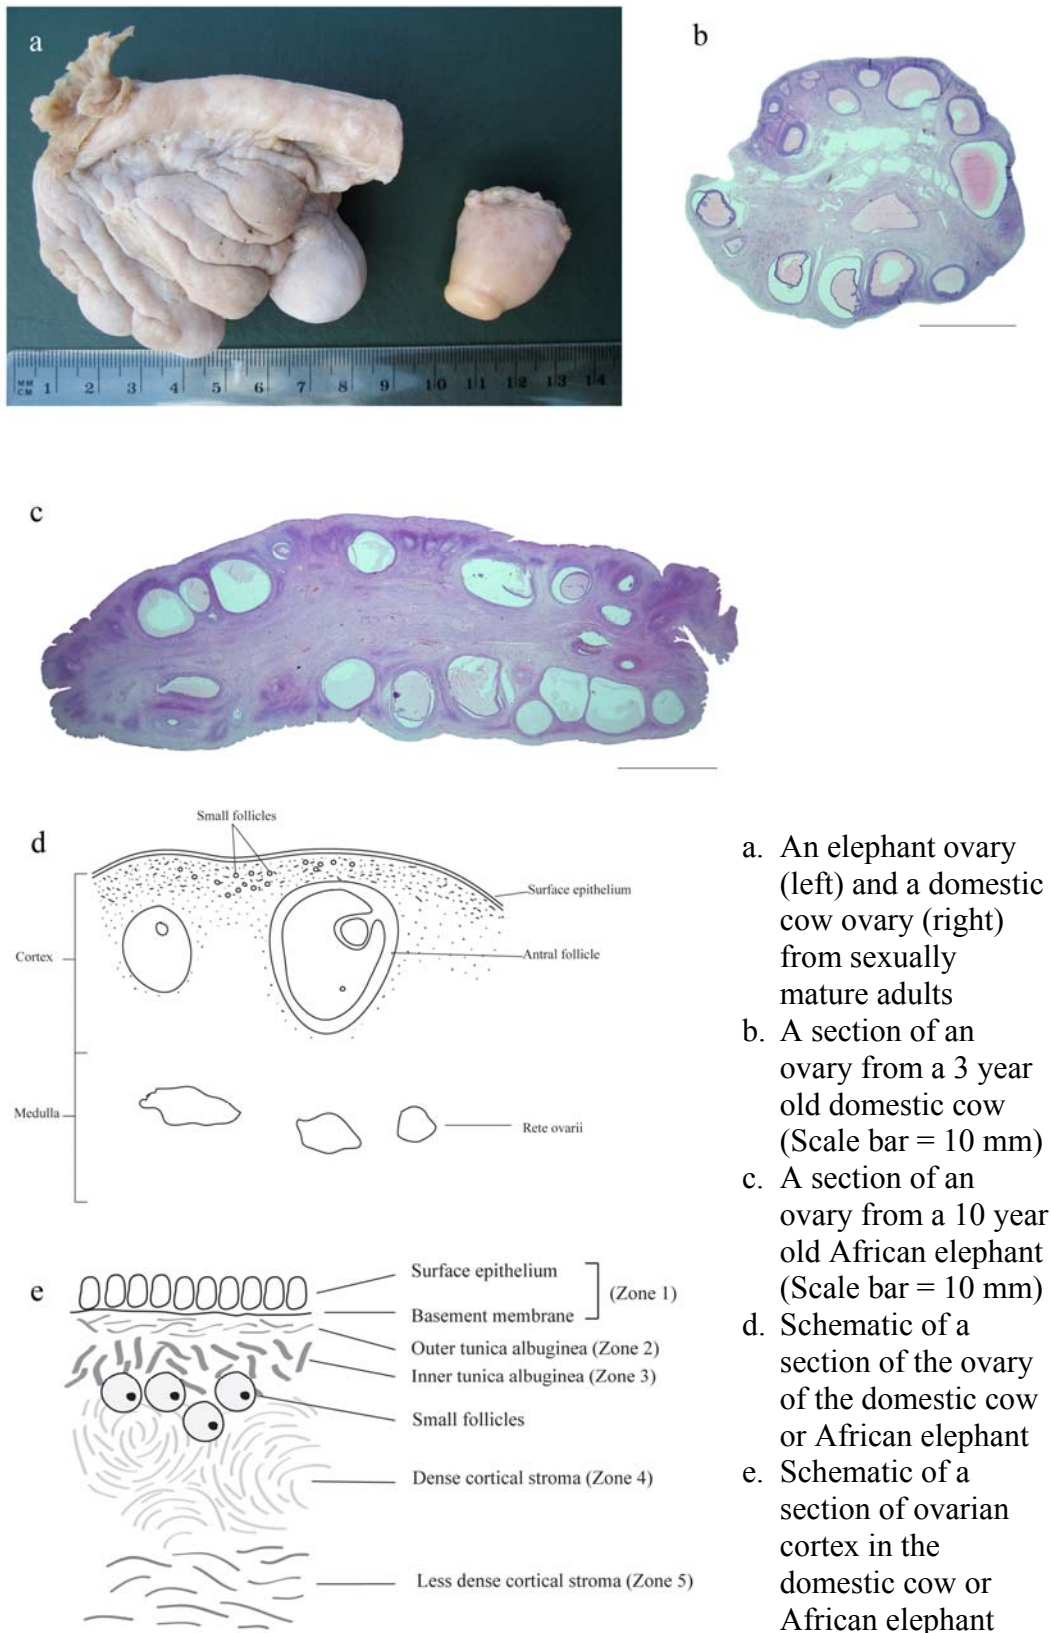 a
b
MM
CM 1 2 3 4 5 6 7 8 9 10 11 12 13 14
c
d
Small follicles
Surface epithelium
Cortex
Antral follicle
Medulla
Rete ovarii
e
Surface epithelium
(Zone 1)
Basement membrane
Outer tunica albuginea (Zone 2)
Inner tunica albuginea (Zone 3)
Small follicles
Dense cortical stroma (Zone 4)
Less dense cortical stroma (Zone 5)
a. An elephant ovary
(left) and a domestic
cow ovary (right)
from sexually
mature adults
b. A section of an
ovary from a 3 year
old domestic cow
(Scale bar = 10 mm)
c. A section of an
ovary from a 10 year
old African elephant
(Scale bar = 10 mm)
d. Schematic of a
section of the ovary
of the domestic cow
or African elephant
e. Schematic of a
section of ovarian
cortex in the
domestic cow or
African elephant